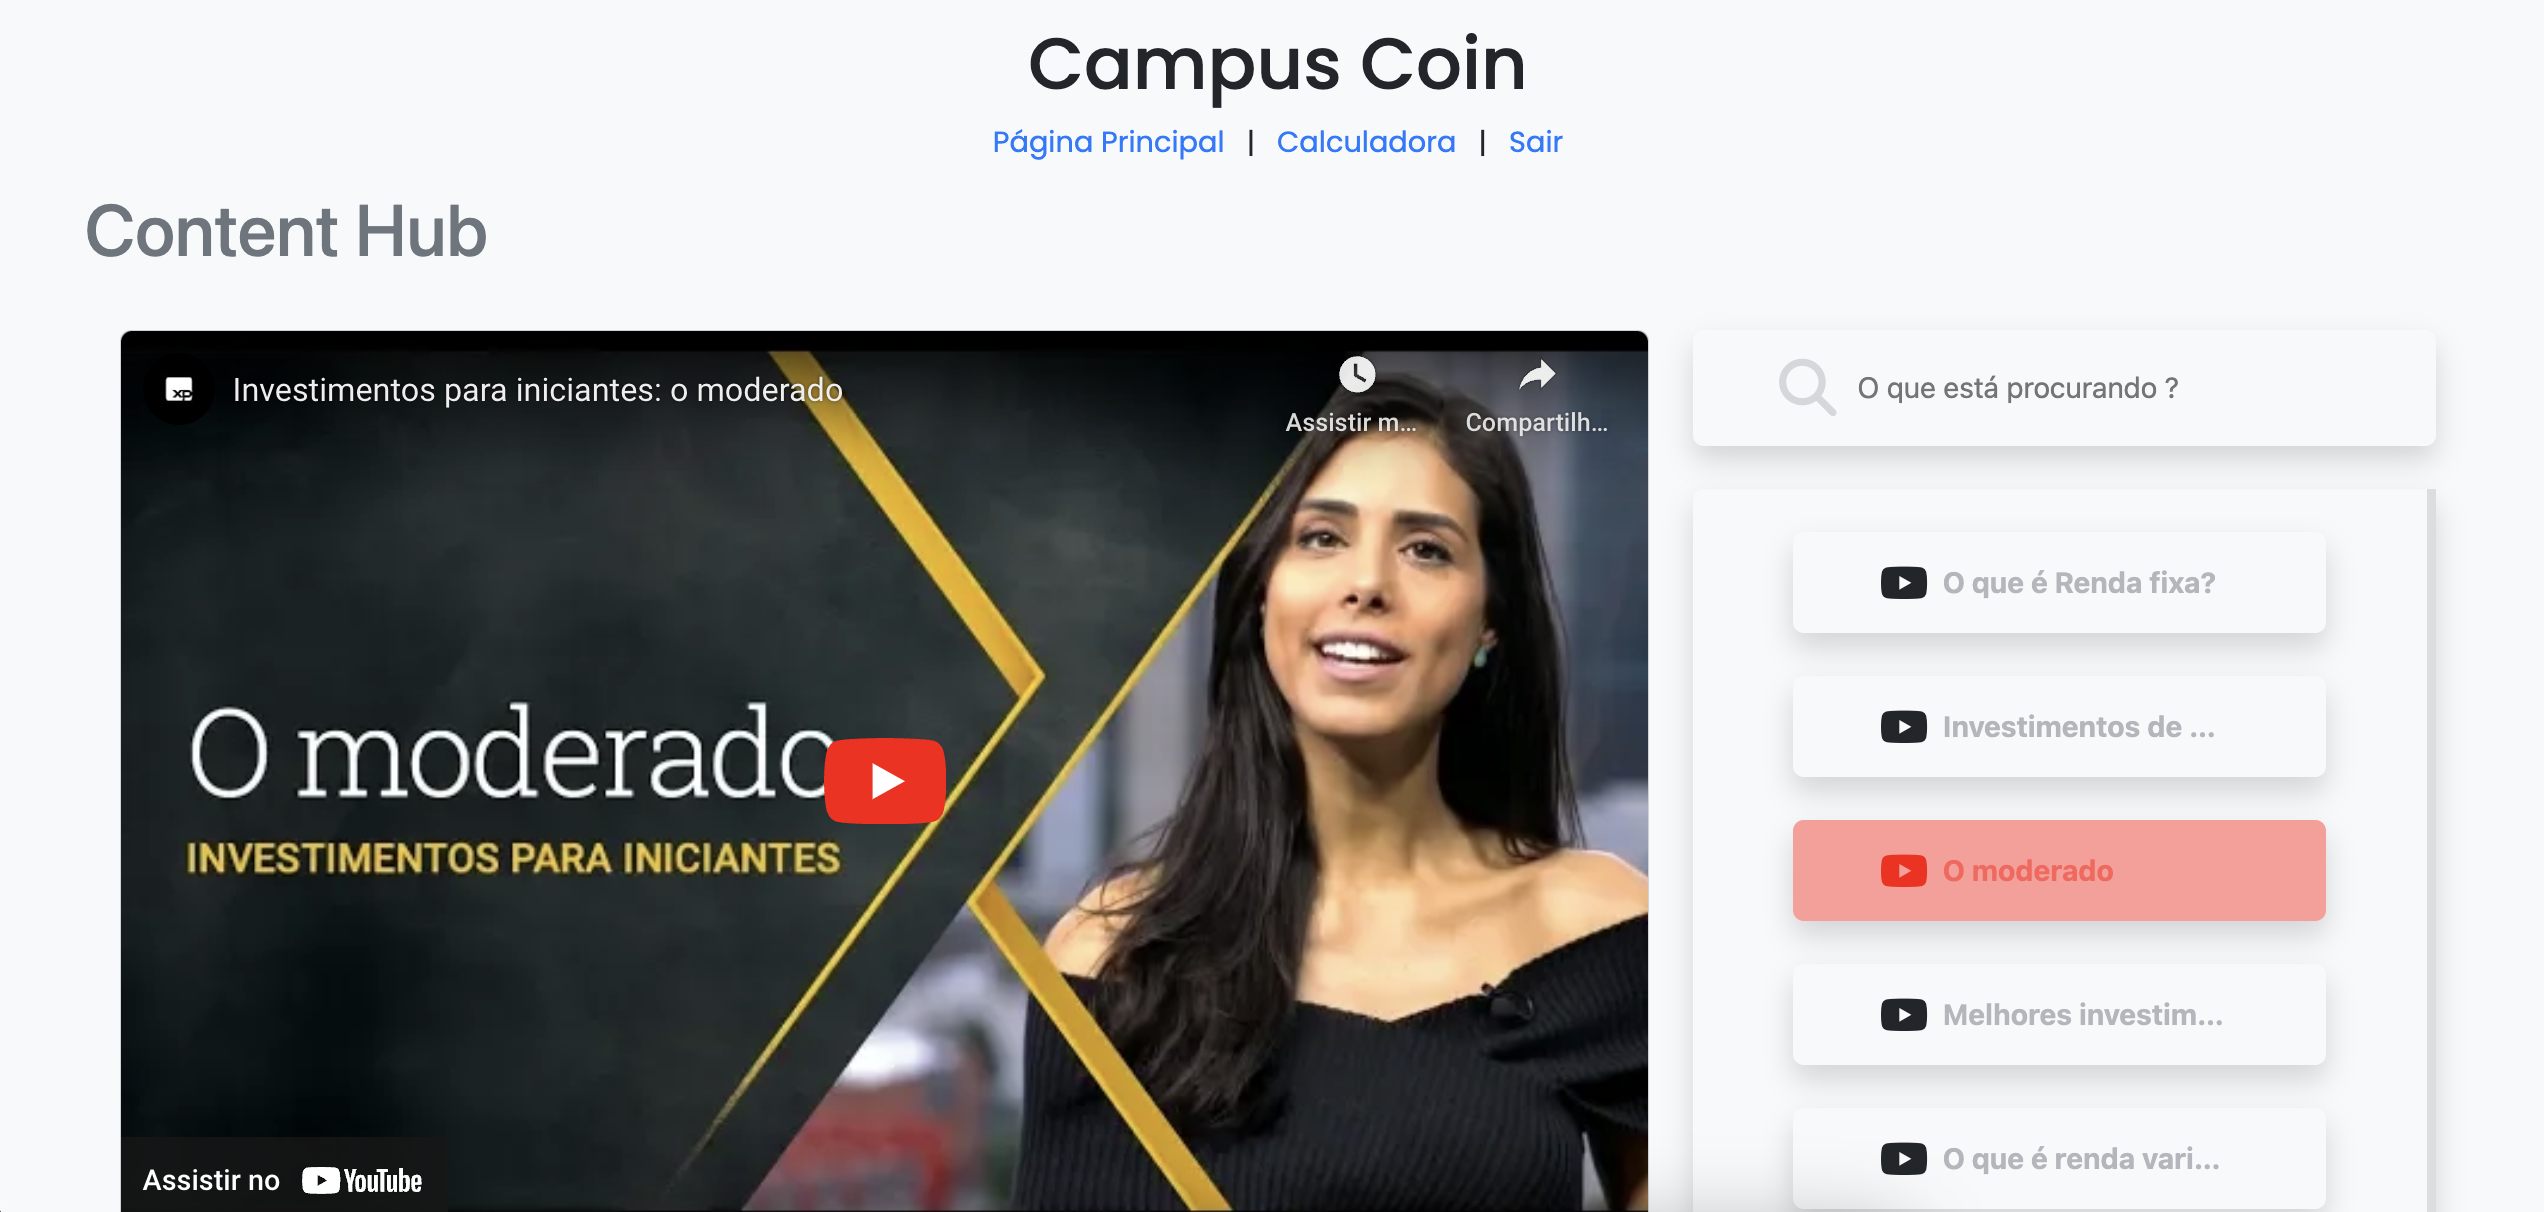 Campus Coin
Página Principal | Calculadora | Sair
Content Hub
XP Investimentos para iniciantes: o moderado
Assistir m...
Compartilh...
O moderado
INVESTIMENTOS PARA INICIANTES
Assistir no YouTube
O que está procurando ?
O que é Renda fixa?
Investimentos de ...
O moderado
Melhores investim...
O que é renda vari...